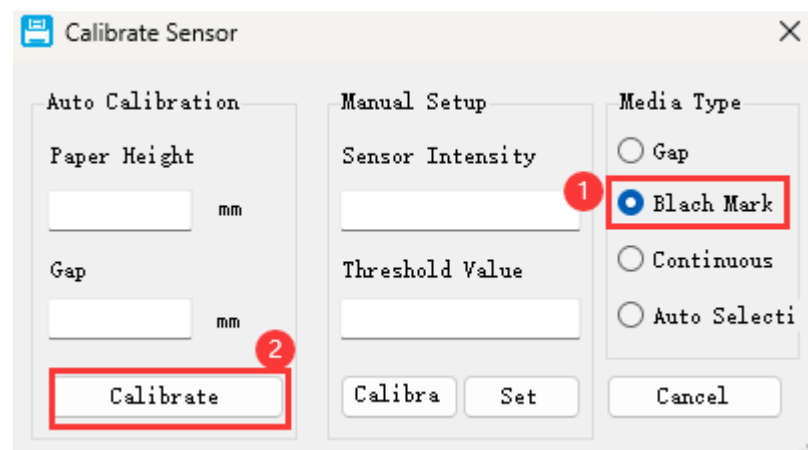 Calibrate Sensor
Auto Calibration
Paper Height
mm
Gap
mm
2
Calibrate
Manual Setup
Sensor Intensity
Threshold Value
Calibra
Set
Media Type
Gap
1
Blach Mark
Continuous
Auto Selecti
Cancel